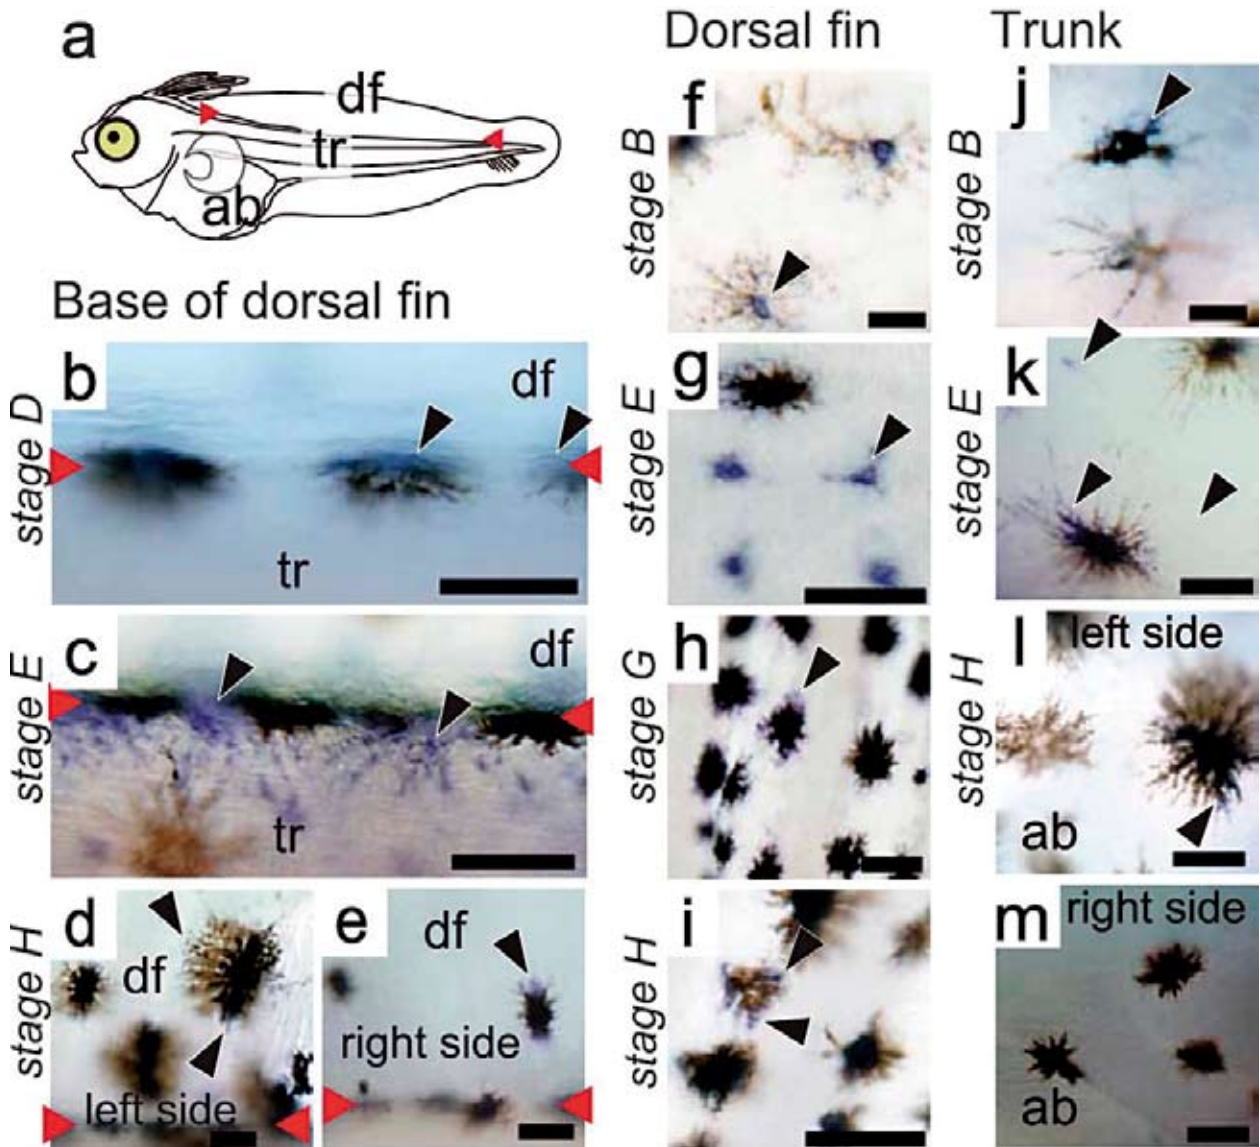 a
df
tr
ab
Base of dorsal fin
b
df
stage D
tr
c
df
stage E
tr
d
df
stage H
left side
e
df
right side
Dorsal fin
f
stage B
g
stage E
h
stage G
i
stage H
Trunk
j
stage B
k
stage E
l
left side
stage H
ab
m
right side
ab